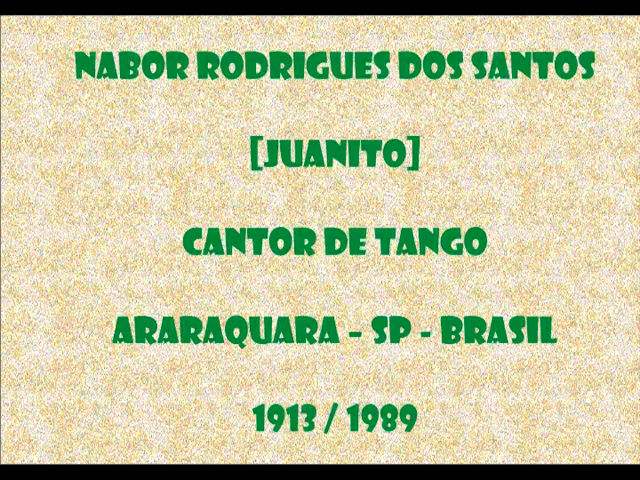 NABOR RODRIGUES DOS SANTOS
[JUANITO]
CANTOR DE TANGO
ARARAQUARA - SP - BRASIL
1913 / 1989